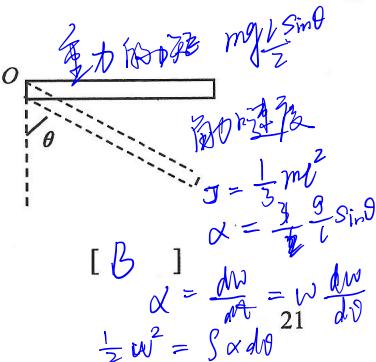 重力的力矩 mg l/2 sinθ
O
θ
角加速度
J = 1/3 ml²
α = 3/2 g/l sinθ
[ B ]
α = dω/dt = ω dω/dθ
21
1/2 ω² = ∫ α dθ